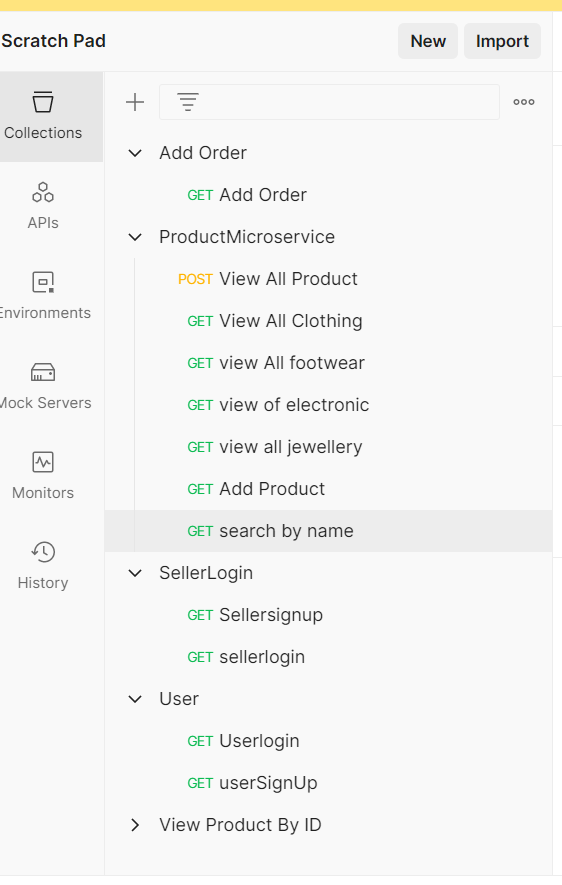 Scratch Pad
New
Import
Collections
APIs
Environments
Mock Servers
Monitors
History
Add Order
GET Add Order
ProductMicroservice
POST View All Product
GET View All Clothing
GET view All footwear
GET view of electronic
GET view all jewellery
GET Add Product
GET search by name
SellerLogin
GET Sellersignup
GET sellerlogin
User
GET Userlogin
GET userSignUp
View Product By ID